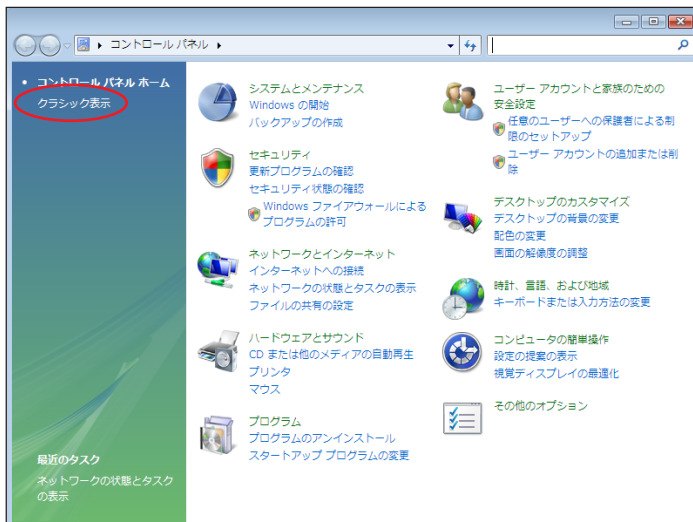 コントロール パネル
コントロール パネル ホーム
クラシック表示
最近のタスク
ネットワークの状態とタスク
の表示
システムとメンテナンス
Windows の開始
バックアップの作成
セキュリティ
更新プログラムの確認
セキュリティ状態の確認
Windows ファイアウォールによる
プログラムの許可
ネットワークとインターネット
インターネットへの接続
ネットワークの状態とタスクの表示
ファイルの共有の設定
ハードウェアとサウンド
CD または他のメディアの自動再生
プリンタ
マウス
プログラム
プログラムのアンインストール
スタートアップ プログラムの変更
ユーザー アカウントと家族のための
安全設定
任意のユーザーへの保護者による制
限のセットアップ
ユーザー アカウントの追加または削
除
デスクトップのカスタマイズ
デスクトップの背景の変更
配色の変更
画面の解像度の調整
時計、言語、および地域
キーボードまたは入力方法の変更
コンピュータの簡単操作
設定の提案の表示
視覚ディスプレイの最適化
その他のオプション